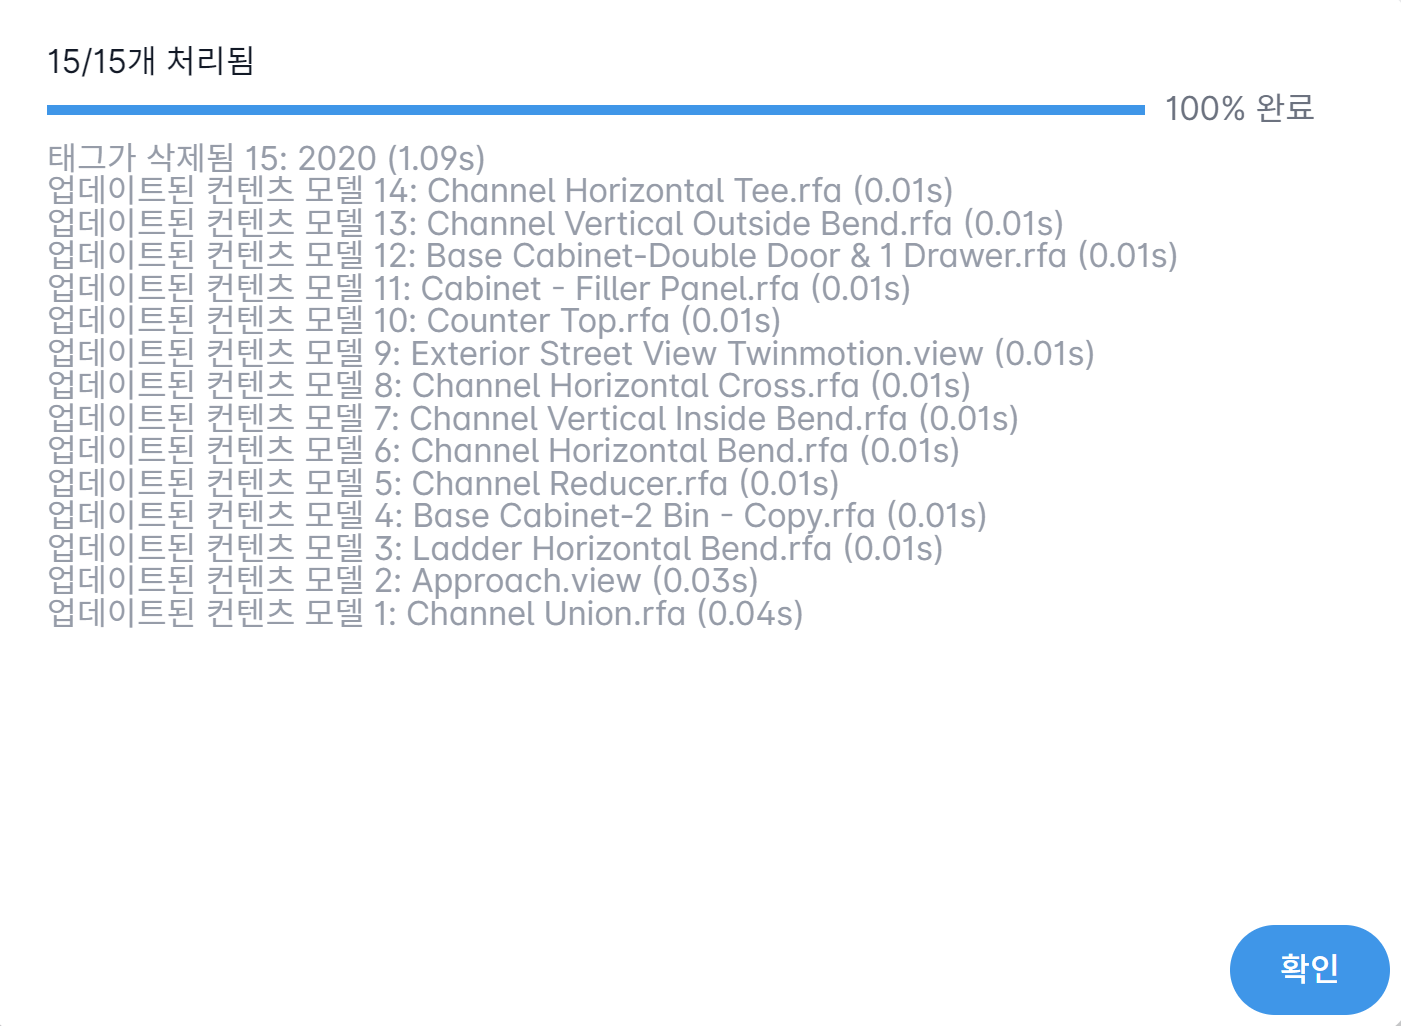 15/15개 처리됨
100% 완료
태그가 삭제됨 15: 2020 (1.09s)
업데이트된 컨텐츠 모델 14: Channel Horizontal Tee.rfa (0.01s)
업데이트된 컨텐츠 모델 13: Channel Vertical Outside Bend.rfa (0.01s)
업데이트된 컨텐츠 모델 12: Base Cabinet-Double Door & 1 Drawer.rfa (0.01s)
업데이트된 컨텐츠 모델 11: Cabinet - Filler Panel.rfa (0.01s)
업데이트된 컨텐츠 모델 10: Counter Top.rfa (0.01s)
업데이트된 컨텐츠 모델 9: Exterior Street View Twinmotion.view (0.01s)
업데이트된 컨텐츠 모델 8: Channel Horizontal Cross.rfa (0.01s)
업데이트된 컨텐츠 모델 7: Channel Vertical Inside Bend.rfa (0.01s)
업데이트된 컨텐츠 모델 6: Channel Horizontal Bend.rfa (0.01s)
업데이트된 컨텐츠 모델 5: Channel Reducer.rfa (0.01s)
업데이트된 컨텐츠 모델 4: Base Cabinet-2 Bin - Copy.rfa (0.01s)
업데이트된 컨텐츠 모델 3: Ladder Horizontal Bend.rfa (0.01s)
업데이트된 컨텐츠 모델 2: Approach.view (0.03s)
업데이트된 컨텐츠 모델 1: Channel Union.rfa (0.04s)
확인